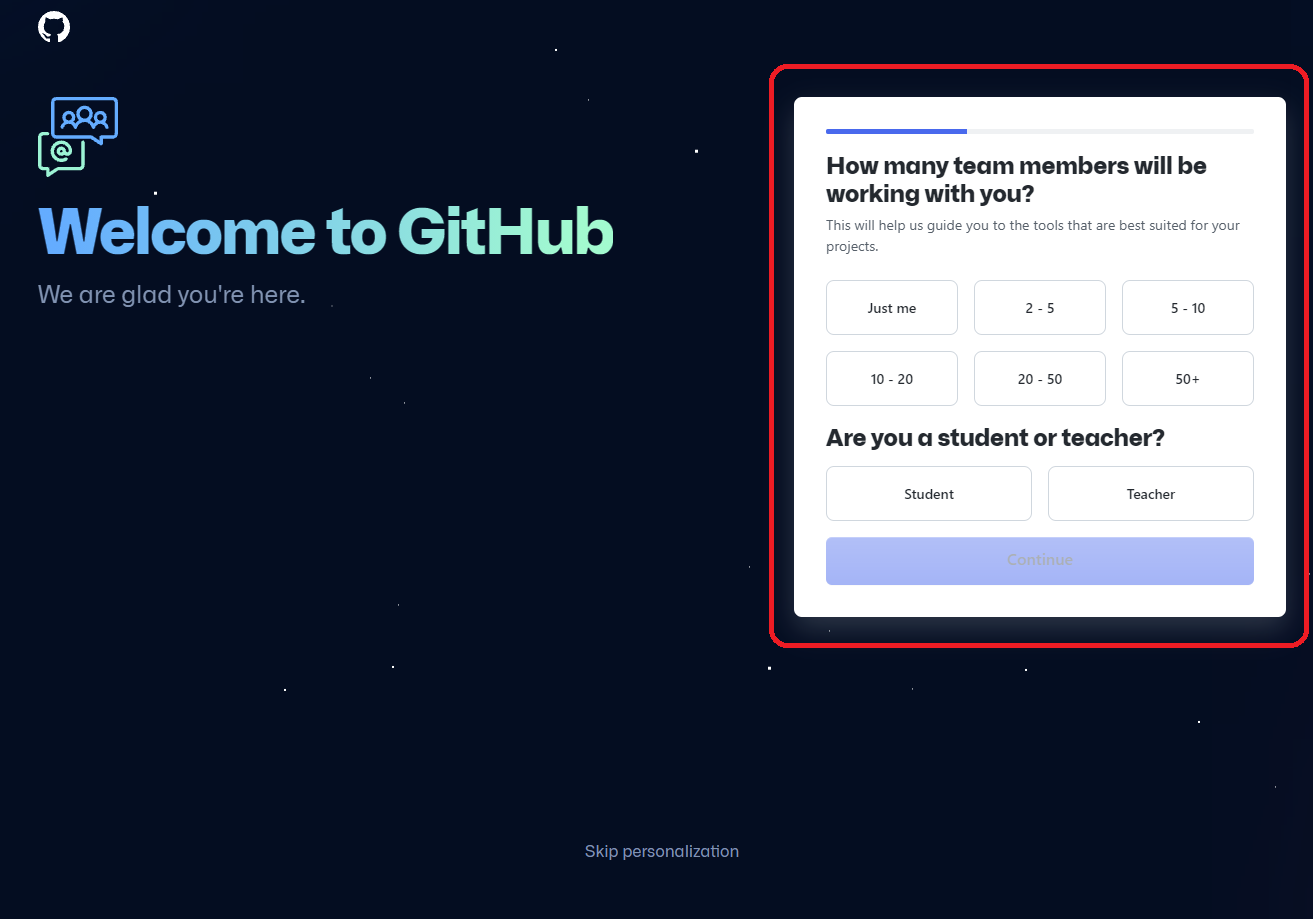 @
Welcome to GitHub
We are glad you're here.
How many team members will be
working with you?
This will help us guide you to the tools that are best suited for your
projects.
Just me
2 - 5
5 - 10
10 - 20
20 - 50
50+
Are you a student or teacher?
Student
Teacher
Continue
Skip personalization